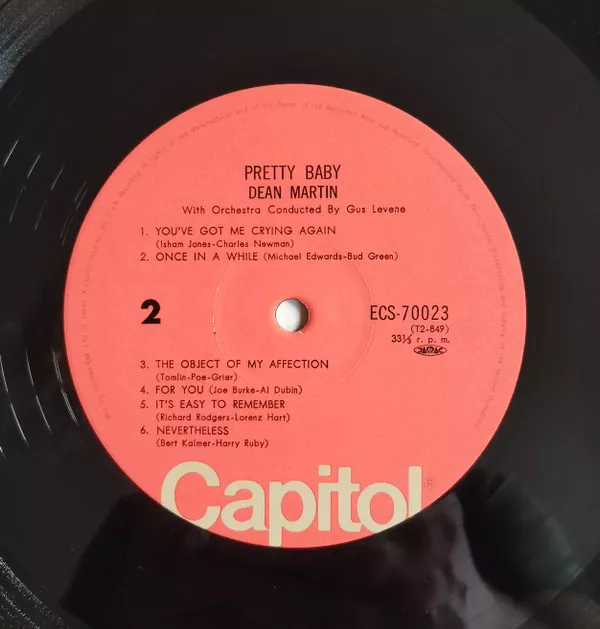 PRETTY BABY
DEAN MARTIN
With Orchestra Conducted By Gus Levene
1. YOU'VE GOT ME CRYING AGAIN
(Isham Jones-Charles Newman)
2. ONCE IN A WHILE (Michael Edwards-Bud Green)
2
ECS-70023
(T2-849)
33⅓ r. p. m.
JASRAC
3. THE OBJECT OF MY AFFECTION
(Tomlin-Poe-Grier)
4. FOR YOU (Joe Burke-Al Dubin)
5. IT'S EASY TO REMEMBER
(Richard Rodgers-Lorenz Hart)
6. NEVERTHELESS
(Bert Kalmer-Harry Ruby)
Capitol®